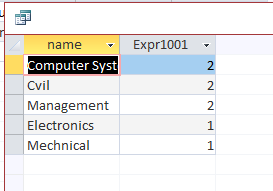 name Expr1001
Computer Syst 2
Cvil 2
Management 2
Electronics 1
Mechnical 1